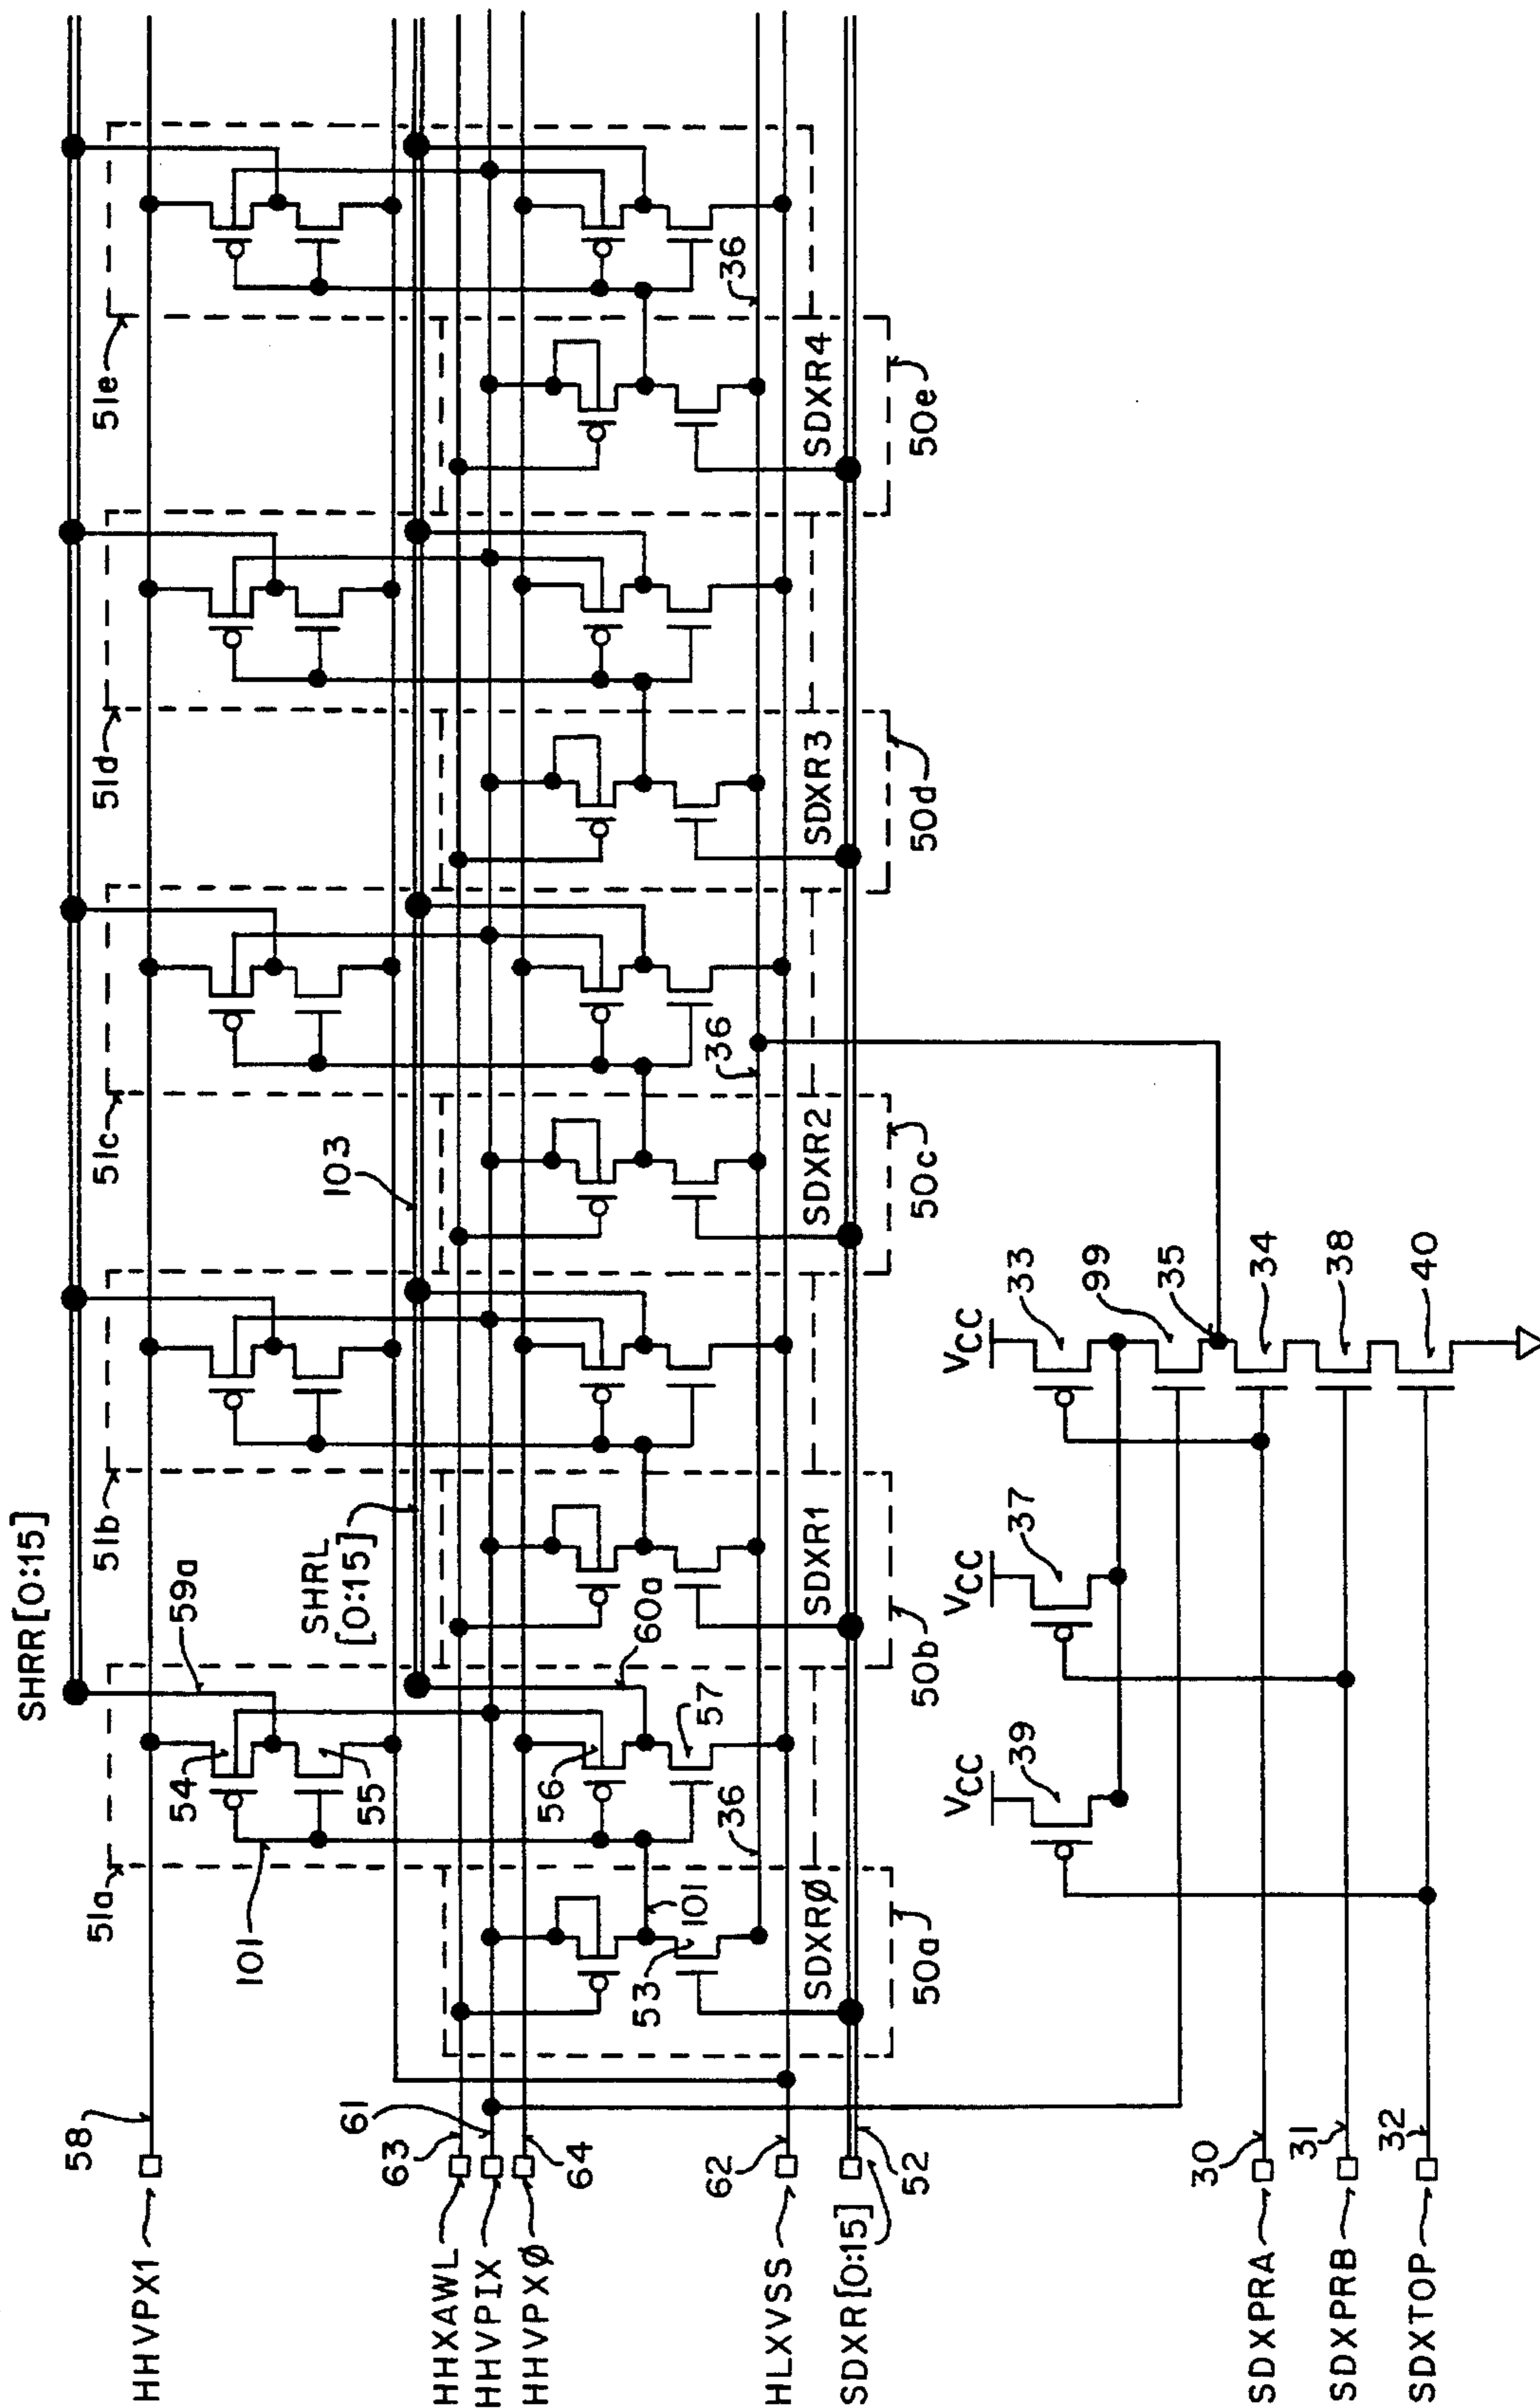 SHRR[0:15]
59a
51a
51b
51c
51d
51e
HHVPX1
58
101
54
55
SHRL
[0:15]
103
60a
61
HHXAWL
63
HHVPIX
HHVPXØ
64
56
57
53
101
36
36
36
HLXVSS
62
SDXRØ
SDXR1
SDXR2
SDXR3
SDXR4
SDXR[0:15]
52
50a
50b
50c
50d
50e
VCC
VCC
VCC
39
37
33
99
35
SDXPRA
30
34
SDXPRB
31
38
SDXTOP
32
40